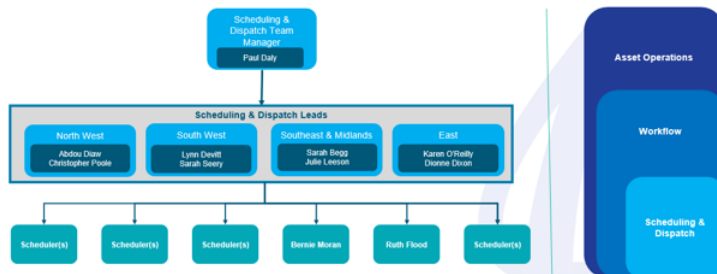 Scheduling &
Dispatch Team
Manager
Paul Daly
Scheduling & Dispatch Leads
North West
Abdou Diaw
Christopher Poole
South West
Lynn Devitt
Sarah Seery
Southeast & Midlands
Sarah Begg
Julie Leeson
East
Karen O'Reilly
Dionne Dixon
Scheduler(s)
Scheduler(s)
Scheduler(s)
Bernie Moran
Ruth Flood
Scheduler(s)
Asset Operations
Workflow
Scheduling &
Dispatch